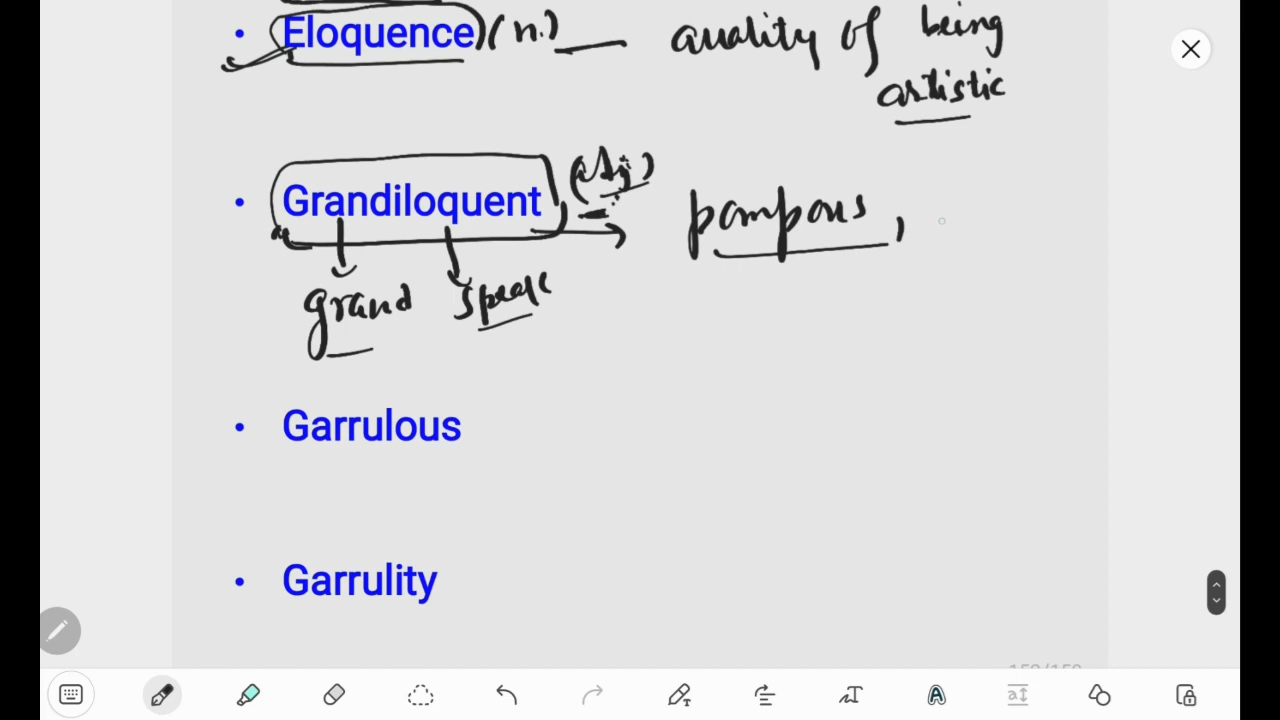 • Eloquence (n.) — quality of being
artistic
• Grandiloquent (adj) → pompous,
grand speak
• Garrulous
• Garrulity